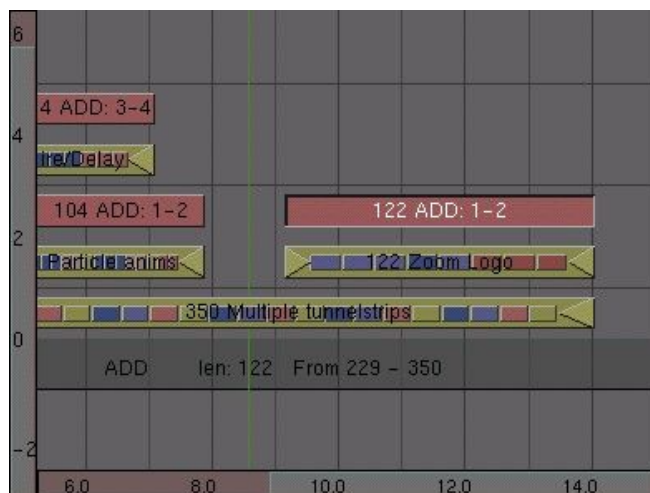 6
4 ADD: 3-4
4
ire/Delay
104 ADD: 1-2
122 ADD: 1-2
2
Particle anims
122 Zoom Logo
350 Multiple tunnelstrips
0
ADD len: 122 From 229 - 350
-2
6.0 8.0 10.0 12.0 14.0